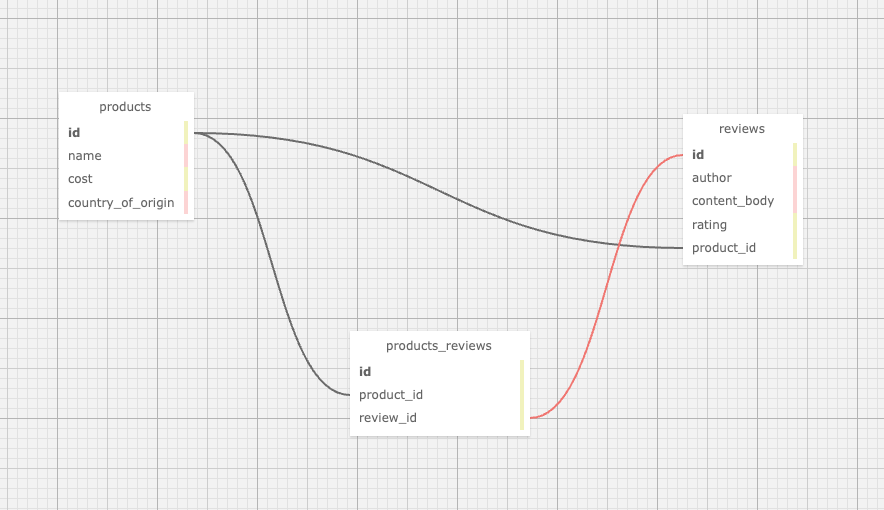 products
id
name
cost
country_of_origin
reviews
id
author
content_body
rating
product_id
products_reviews
id
product_id
review_id